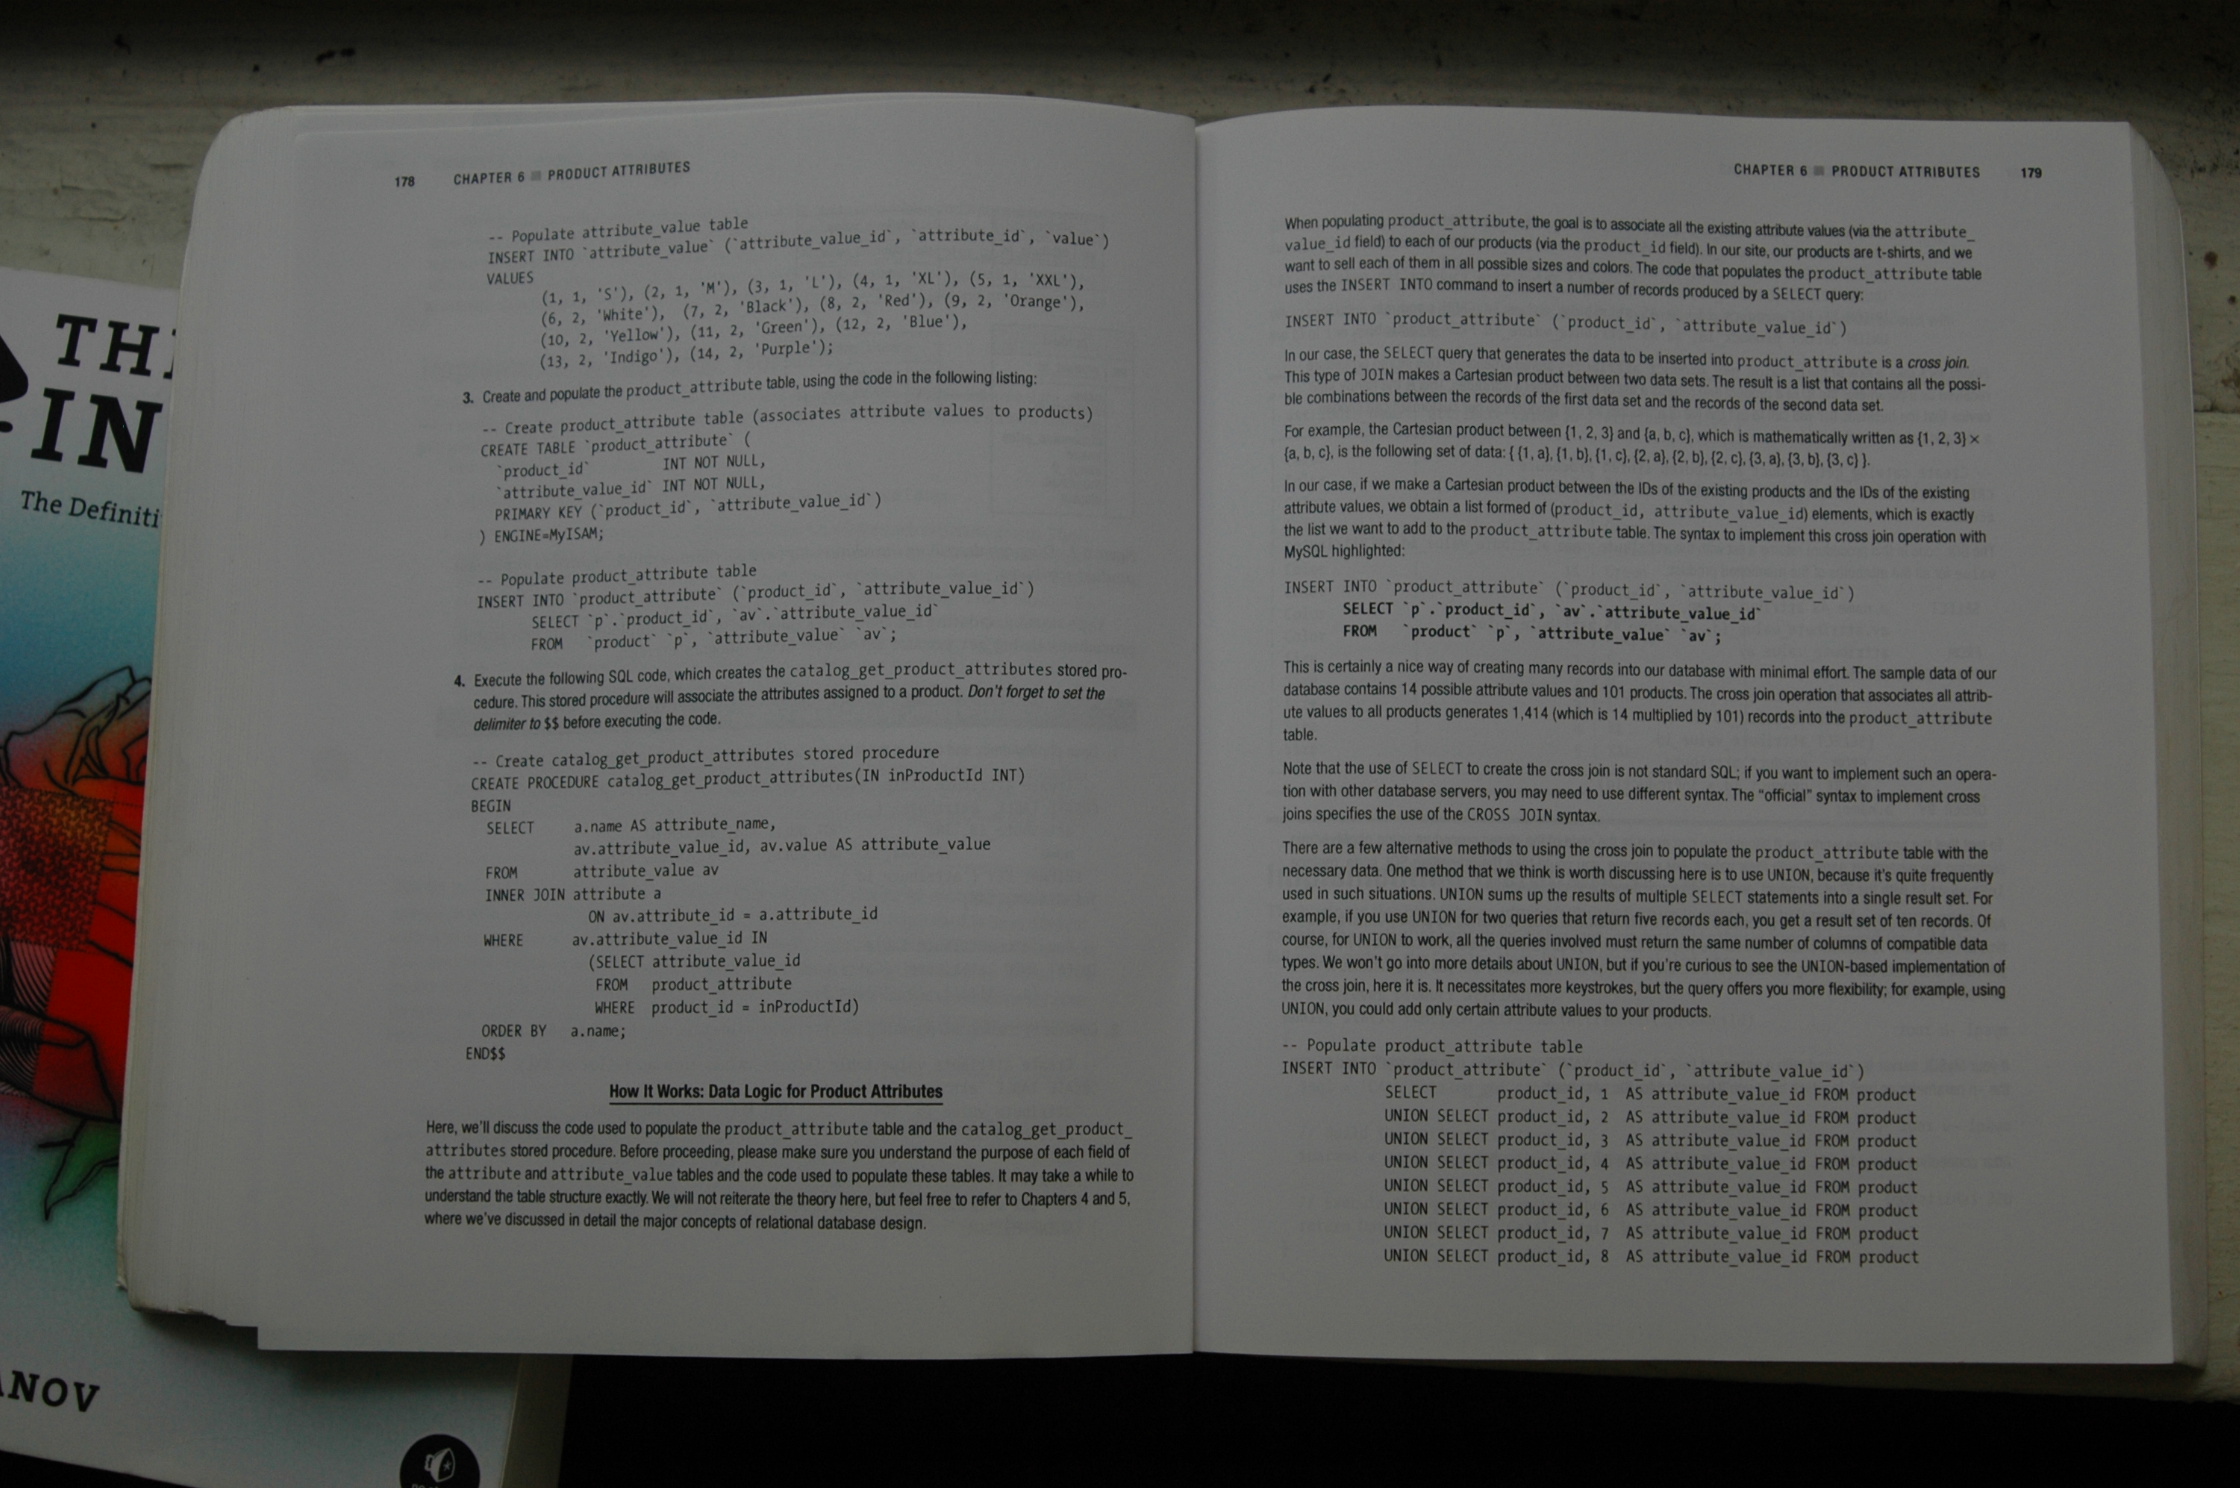 THE
IN
The Definiti
NOV
178 CHAPTER 6 ■ PRODUCT ATTRIBUTES
-- Populate attribute_value table
INSERT INTO `attribute_value` (`attribute_value_id`, `attribute_id`, `value`)
VALUES
(1, 1, 'S'), (2, 1, 'M'), (3, 1, 'L'), (4, 1, 'XL'), (5, 1, 'XXL'),
(6, 2, 'White'), (7, 2, 'Black'), (8, 2, 'Red'), (9, 2, 'Orange'),
(10, 2, 'Yellow'), (11, 2, 'Green'), (12, 2, 'Blue'),
(13, 2, 'Indigo'), (14, 2, 'Purple');
3. Create and populate the product_attribute table, using the code in the following listing:
-- Create product_attribute table (associates attribute values to products)
CREATE TABLE `product_attribute` (
`product_id` INT NOT NULL,
`attribute_value_id` INT NOT NULL,
PRIMARY KEY (`product_id`, `attribute_value_id`)
) ENGINE=MyISAM;
-- Populate product_attribute table
INSERT INTO `product_attribute` (`product_id`, `attribute_value_id`)
SELECT `p`.`product_id`, `av`.`attribute_value_id`
FROM `product` `p`, `attribute_value` `av`;
4. Execute the following SQL code, which creates the catalog_get_product_attributes stored pro-
cedure. This stored procedure will associate the attributes assigned to a product. Don't forget to set the
delimiter to $$ before executing the code.
-- Create catalog_get_product_attributes stored procedure
CREATE PROCEDURE catalog_get_product_attributes(IN inProductId INT)
BEGIN
SELECT a.name AS attribute_name,
av.attribute_value_id, av.value AS attribute_value
FROM attribute_value av
INNER JOIN attribute a
ON av.attribute_id = a.attribute_id
WHERE av.attribute_value_id IN
(SELECT attribute_value_id
FROM product_attribute
WHERE product_id = inProductId)
ORDER BY a.name;
END$$
How It Works: Data Logic for Product Attributes
Here, we'll discuss the code used to populate the product_attribute table and the catalog_get_product_
attributes stored procedure. Before proceeding, please make sure you understand the purpose of each field of
the attribute and attribute_value tables and the code used to populate these tables. It may take a while to
understand the table structure exactly. We will not reiterate the theory here, but feel free to refer to Chapters 4 and 5,
where we've discussed in detail the major concepts of relational database design.
CHAPTER 6 ■ PRODUCT ATTRIBUTES 179
When populating product_attribute, the goal is to associate all the existing attribute values (via the attribute_
value_id field) to each of our products (via the product_id field). In our site, our products are t-shirts, and we
want to sell each of them in all possible sizes and colors. The code that populates the product_attribute table
uses the INSERT INTO command to insert a number of records produced by a SELECT query:
INSERT INTO `product_attribute` (`product_id`, `attribute_value_id`)
In our case, the SELECT query that generates the data to be inserted into product_attribute is a cross join.
This type of JOIN makes a Cartesian product between two data sets. The result is a list that contains all the possi-
ble combinations between the records of the first data set and the records of the second data set.
For example, the Cartesian product between {1, 2, 3} and {a, b, c}, which is mathematically written as {1, 2, 3} ×
{a, b, c}, is the following set of data: { {1, a}, {1, b}, {1, c}, {2, a}, {2, b}, {2, c}, {3, a}, {3, b}, {3, c} }.
In our case, if we make a Cartesian product between the IDs of the existing products and the IDs of the existing
attribute values, we obtain a list formed of (product_id, attribute_value_id) elements, which is exactly
the list we want to add to the product_attribute table. The syntax to implement this cross join operation with
MySQL highlighted:
INSERT INTO `product_attribute` (`product_id`, `attribute_value_id`)
SELECT `p`.`product_id`, `av`.`attribute_value_id`
FROM `product` `p`, `attribute_value` `av`;
This is certainly a nice way of creating many records into our database with minimal effort. The sample data of our
database contains 14 possible attribute values and 101 products. The cross join operation that associates all attrib-
ute values to all products generates 1,414 (which is 14 multiplied by 101) records into the product_attribute
table.
Note that the use of SELECT to create the cross join is not standard SQL; if you want to implement such an opera-
tion with other database servers, you may need to use different syntax. The "official" syntax to implement cross
joins specifies the use of the CROSS JOIN syntax.
There are a few alternative methods to using the cross join to populate the product_attribute table with the
necessary data. One method that we think is worth discussing here is to use UNION, because it's quite frequently
used in such situations. UNION sums up the results of multiple SELECT statements into a single result set. For
example, if you use UNION for two queries that return five records each, you get a result set of ten records. Of
course, for UNION to work, all the queries involved must return the same number of columns of compatible data
types. We won't go into more details about UNION, but if you're curious to see the UNION-based implementation of
the cross join, here it is. It necessitates more keystrokes, but the query offers you more flexibility; for example, using
UNION, you could add only certain attribute values to your products.
-- Populate product_attribute table
INSERT INTO `product_attribute` (`product_id`, `attribute_value_id`)
SELECT product_id, 1 AS attribute_value_id FROM product
UNION SELECT product_id, 2 AS attribute_value_id FROM product
UNION SELECT product_id, 3 AS attribute_value_id FROM product
UNION SELECT product_id, 4 AS attribute_value_id FROM product
UNION SELECT product_id, 5 AS attribute_value_id FROM product
UNION SELECT product_id, 6 AS attribute_value_id FROM product
UNION SELECT product_id, 7 AS attribute_value_id FROM product
UNION SELECT product_id, 8 AS attribute_value_id FROM product